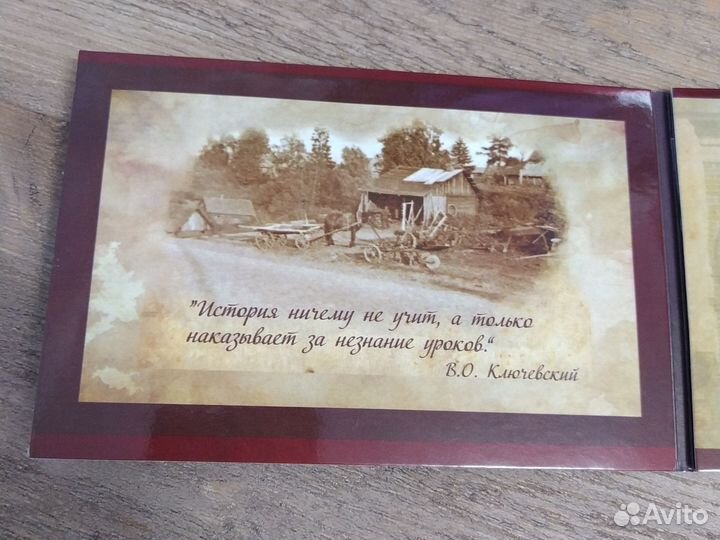 "История ничему не учит, а только
наказывает за незнание уроков."
В.О. Ключевский
Avito